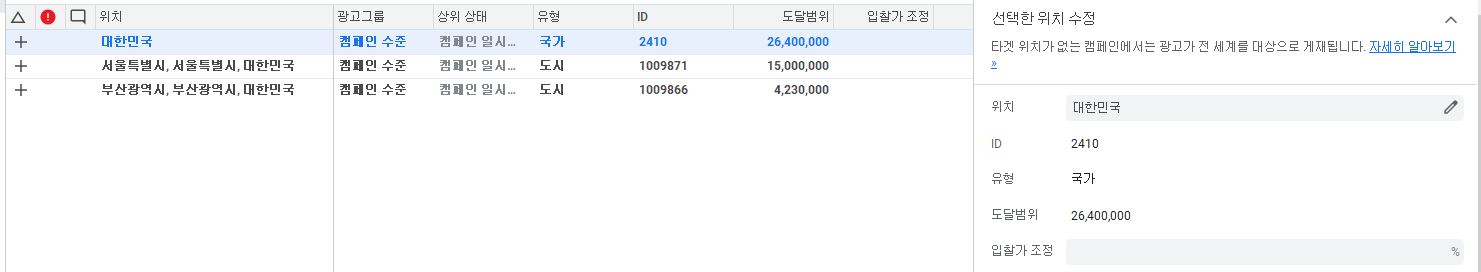 위치 광고그룹 상위 상태 유형 ID 도달범위 입찰가 조정
대한민국 캠페인 수준 캠페인 일시... 국가 2410 26,400,000
서울특별시, 서울특별시, 대한민국 캠페인 수준 캠페인 일시... 도시 1009871 15,000,000
부산광역시, 부산광역시, 대한민국 캠페인 수준 캠페인 일시... 도시 1009866 4,230,000
선택한 위치 수정
타겟 위치가 없는 캠페인에서는 광고가 전 세계를 대상으로 게재됩니다. 자세히 알아보기
»
위치 대한민국
ID 2410
유형 국가
도달범위 26,400,000
입찰가 조정 %